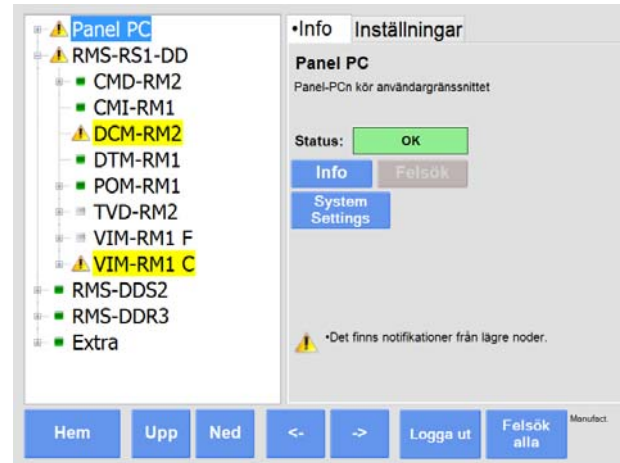 Panel PC
RMS-RS1-DD
CMD-RM2
CMI-RM1
DCM-RM2
DTM-RM1
POM-RM1
TVD-RM2
VIM-RM1 F
VIM-RM1 C
RMS-DDS2
RMS-DDR3
Extra
•Info Inställningar
Panel PC
Panel-PCn kör användargränssnittet
Status: OK
Info Felsök
System
Settings
•Det finns notifikationer från lägre noder.
Hem Upp Ned <- -> Logga ut Felsök
alla
Manufact.